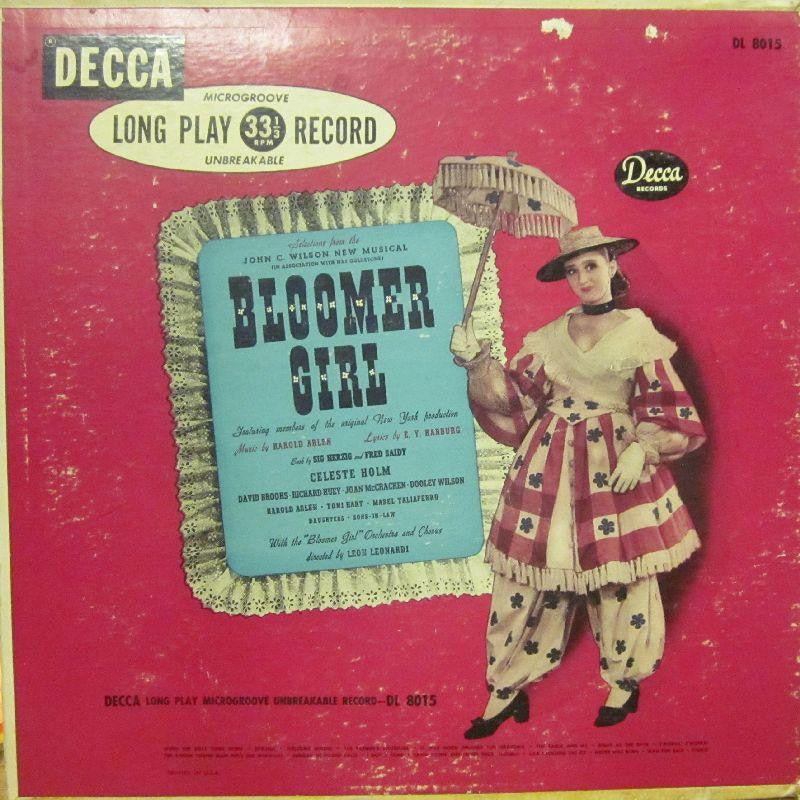 DECCA
DL 8015
MICROGROOVE
LONG PLAY 33 1/3 RPM RECORD
UNBREAKABLE
Decca
RECORDS
Selections from the
JOHN C. WILSON NEW MUSICAL
(IN ASSOCIATION WITH NAT GOLDSTONE)
BLOOMER
GIRL
Featuring members of the original New York production
Music by HAROLD ARLEN Lyrics by E. Y. HARBURG
Book by SIG HERZIG and FRED SAIDY
CELESTE HOLM
DAVID BROOKS · RICHARD HUEY · JOAN McCRACKEN · DOOLEY WILSON
HAROLD ARLEN · TONI HART · MABEL TALIAFERRO
DAUGHTERS · SONS-IN-LAW
With the "Bloomer Girl" Orchestra and Chorus
directed by LEON LEONARDI
DECCA LONG PLAY MICROGROOVE UNBREAKABLE RECORD—DL 8015
PRINTED IN U.S.A.